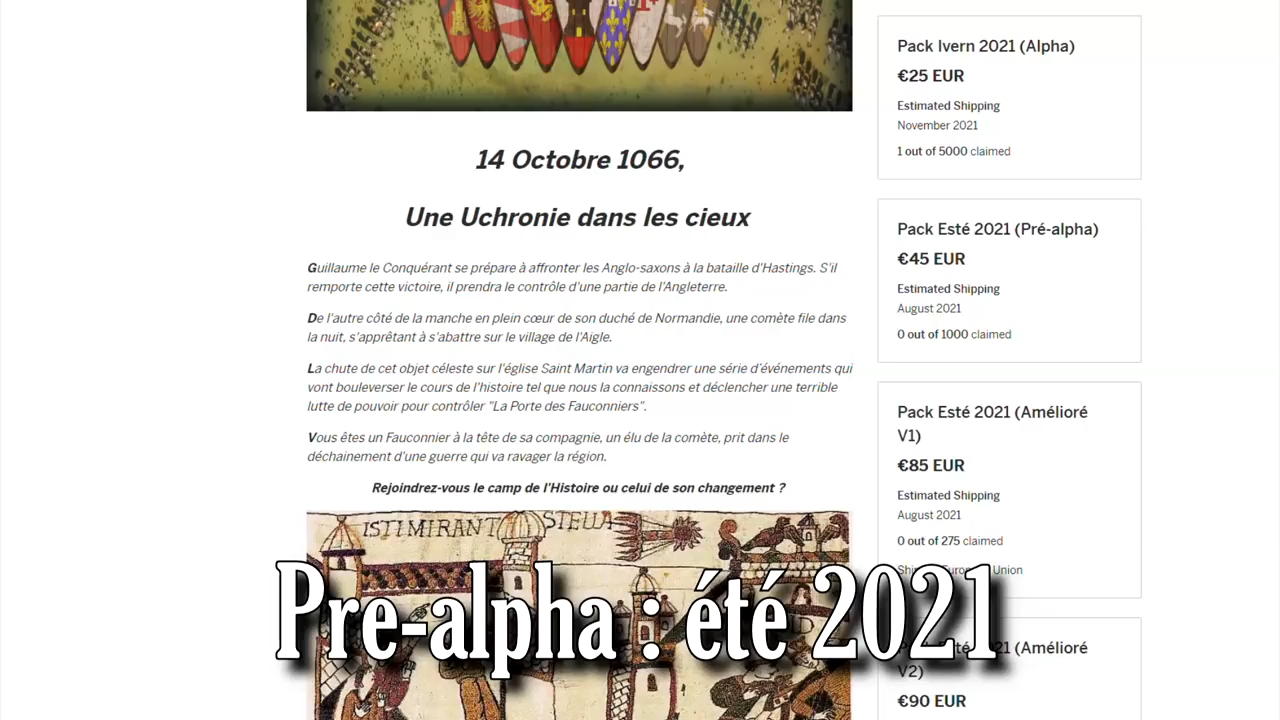 14 Octobre 1066,
Une Uchronie dans les cieux
Guillaume le Conquérant se prépare à affronter les Anglo-saxons à la bataille d'Hastings. S'il
remporte cette victoire, il prendra le contrôle d'une partie de l'Angleterre.
De l'autre côté de la manche en plein cœur de son duché de Normandie, une comète file dans
la nuit, s'apprêtant à s'abattre sur le village de l'Aigle.
La chute de cet objet céleste sur l'église Saint Martin va engendrer une série d'événements qui
vont bouleverser le cours de l'histoire tel que nous la connaissons et déclencher une terrible
lutte de pouvoir pour contrôler "La Porte des Fauconniers".
Vous êtes un Fauconnier à la tête de sa compagnie, un élu de la comète, prit dans le
déchainement d'une guerre qui va ravager la région.
Rejoindrez-vous le camp de l'Histoire ou celui de son changement ?
ISTIMIRANT STELLA
Pre-alpha : été 2021
Pack Ivern 2021 (Alpha)
€25 EUR
Estimated Shipping
November 2021
1 out of 5000 claimed
Pack Esté 2021 (Pré-alpha)
€45 EUR
Estimated Shipping
August 2021
0 out of 1000 claimed
Pack Esté 2021 (Amélioré
V1)
€85 EUR
Estimated Shipping
August 2021
0 out of 275 claimed
Union
2021 (Amélioré
V2)
€90 EUR